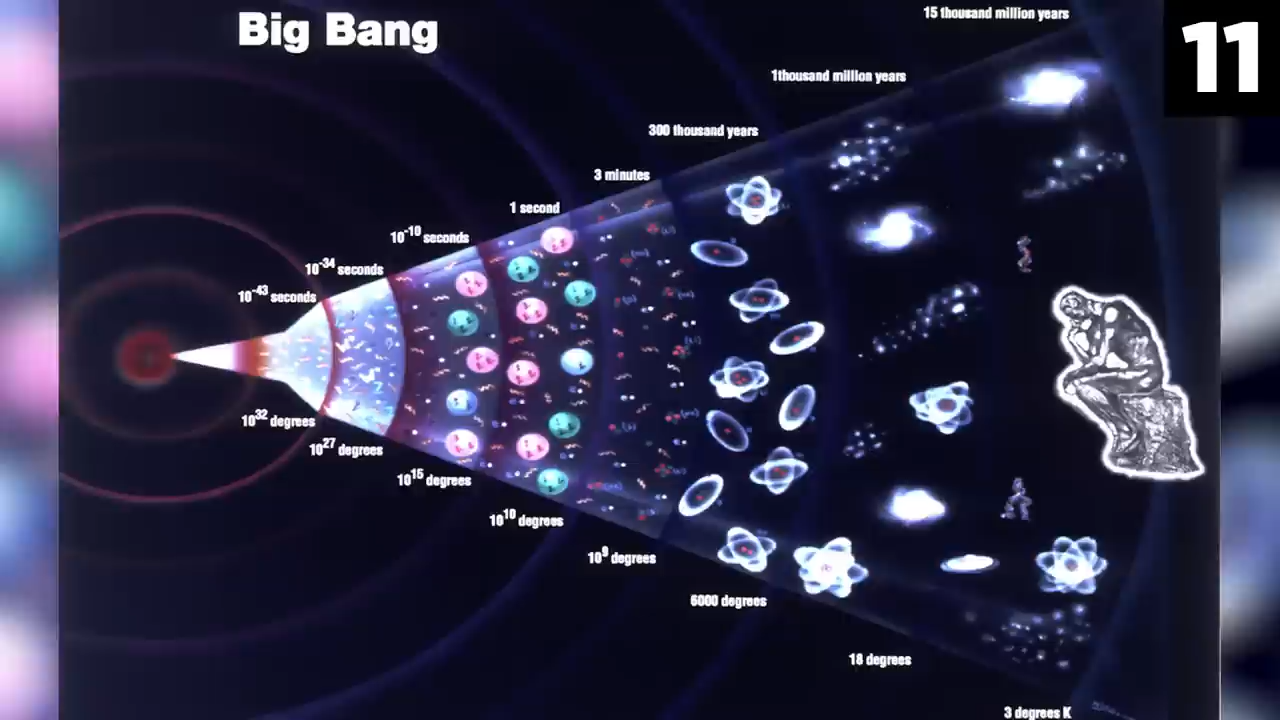 Big Bang
11
15 thousand million years
1thousand million years
300 thousand years
3 minutes
1 second
10-10 seconds
10-34 seconds
10-43 seconds
1032 degrees
1027 degrees
1015 degrees
1010 degrees
109 degrees
6000 degrees
18 degrees
3 degrees K